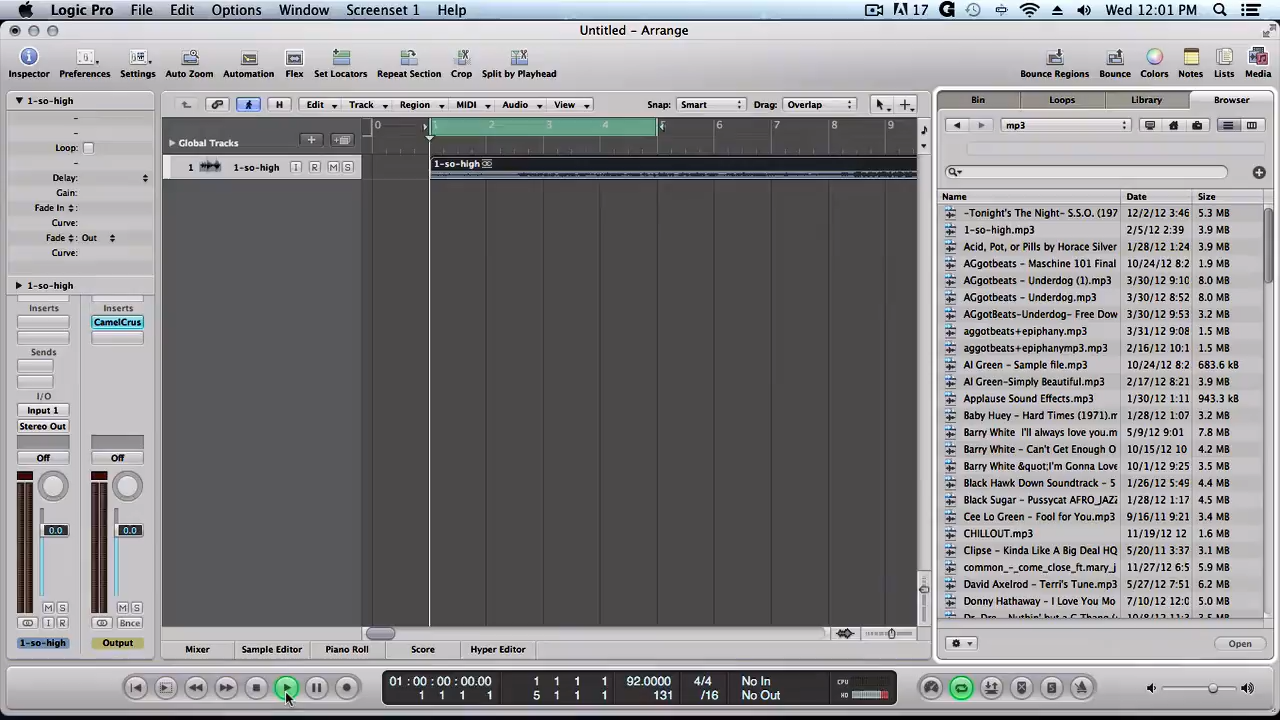 Logic Pro File Edit Options Window Screenset 1 Help 17 Wed 12:01 PM
Untitled - Arrange
Inspector Preferences Settings Auto Zoom Automation Flex Set Locators Repeat Section Crop Split by Playhead Bounce Regions Bounce Colors Notes Lists Media
1-so-high
-
Loop:
-
Delay:
Gain:
Fade In :
Curve:
Fade : Out
Curve:
1-so-high
Inserts Inserts
CamelCrus
Sends
I/O
Input 1
Stereo Out
Off Off
0.0 0.0
M S M S
I R Bnce
1-so-high Output
H Edit Track Region MIDI Audio View Snap: Smart Drag: Overlap
0 1 2 3 4 5 6 7 8 9
Global Tracks
1 1-so-high I R M S
1-so-high
Mixer Sample Editor Piano Roll Score Hyper Editor
Bin Loops Library Browser
mp3
Name Date Size
-Tonight's The Night- S.S.O. (197 12/2/12 3:46 5.3 MB
1-so-high.mp3 2/5/12 2:39 3.9 MB
Acid, Pot, or Pills by Horace Silver 1/28/12 1:24 3.9 MB
AGgotbeats - Maschine 101 Final 10/24/12 8:2 1.9 MB
AGgotbeats - Underdog (1).mp3 3/30/12 9:10 8.0 MB
AGgotbeats - Underdog.mp3 3/30/12 8:52 8.0 MB
AGgotBeats-Underdog- Free Dow 3/30/12 9:53 3.2 MB
aggotbeats+epiphany.mp3 3/31/12 9:08 1.5 MB
aggotbeats+epiphanymp3.mp3 2/16/12 10:1 1.5 MB
Al Green - Sample file.mp3 10/24/12 8:2 683.6 kB
Al Green-Simply Beautiful.mp3 2/17/12 8:21 3.9 MB
Applause Sound Effects.mp3 1/30/12 1:11 943.3 kB
Baby Huey - Hard Times (1971).m 1/28/12 1:07 3.2 MB
Barry White I'll always love you.m 5/9/12 9:01 7.8 MB
Barry White - Can't Get Enough O 10/15/12 10 4.2 MB
Barry White &quot;I'm Gonna Love 10/1/12 9:25 3.5 MB
Black Hawk Down Soundtrack - 5 1/26/12 5:49 4.4 MB
Black Sugar - Pussycat AFRO_JAZZ 1/28/12 1:17 4.5 MB
Cee Lo Green - Fool for You.mp3 9/16/11 9:21 3.4 MB
CHILLOUT.mp3 11/19/12 12 1.6 MB
Clipse - Kinda Like A Big Deal HQ 5/20/11 3:37 3.1 MB
common_-_come_close_ft.mary_j 11/27/12 6:5 5.9 MB
David Axelrod - Terri's Tune.mp3 5/27/12 7:51 6.2 MB
Donny Hathaway - I Love You Mo 7/10/12 12:0 5.0 MB
Open
01 : 00 : 00 : 00.00 1 1 1 1 92.0000 4/4 No In CPU
1 1 1 1 5 1 1 1 131 /16 No Out HD